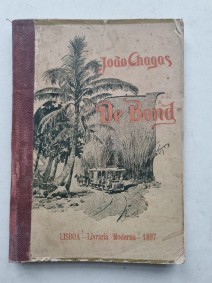 João Chagas
De Bond
LISBOA - Livraria Moderna - 1897